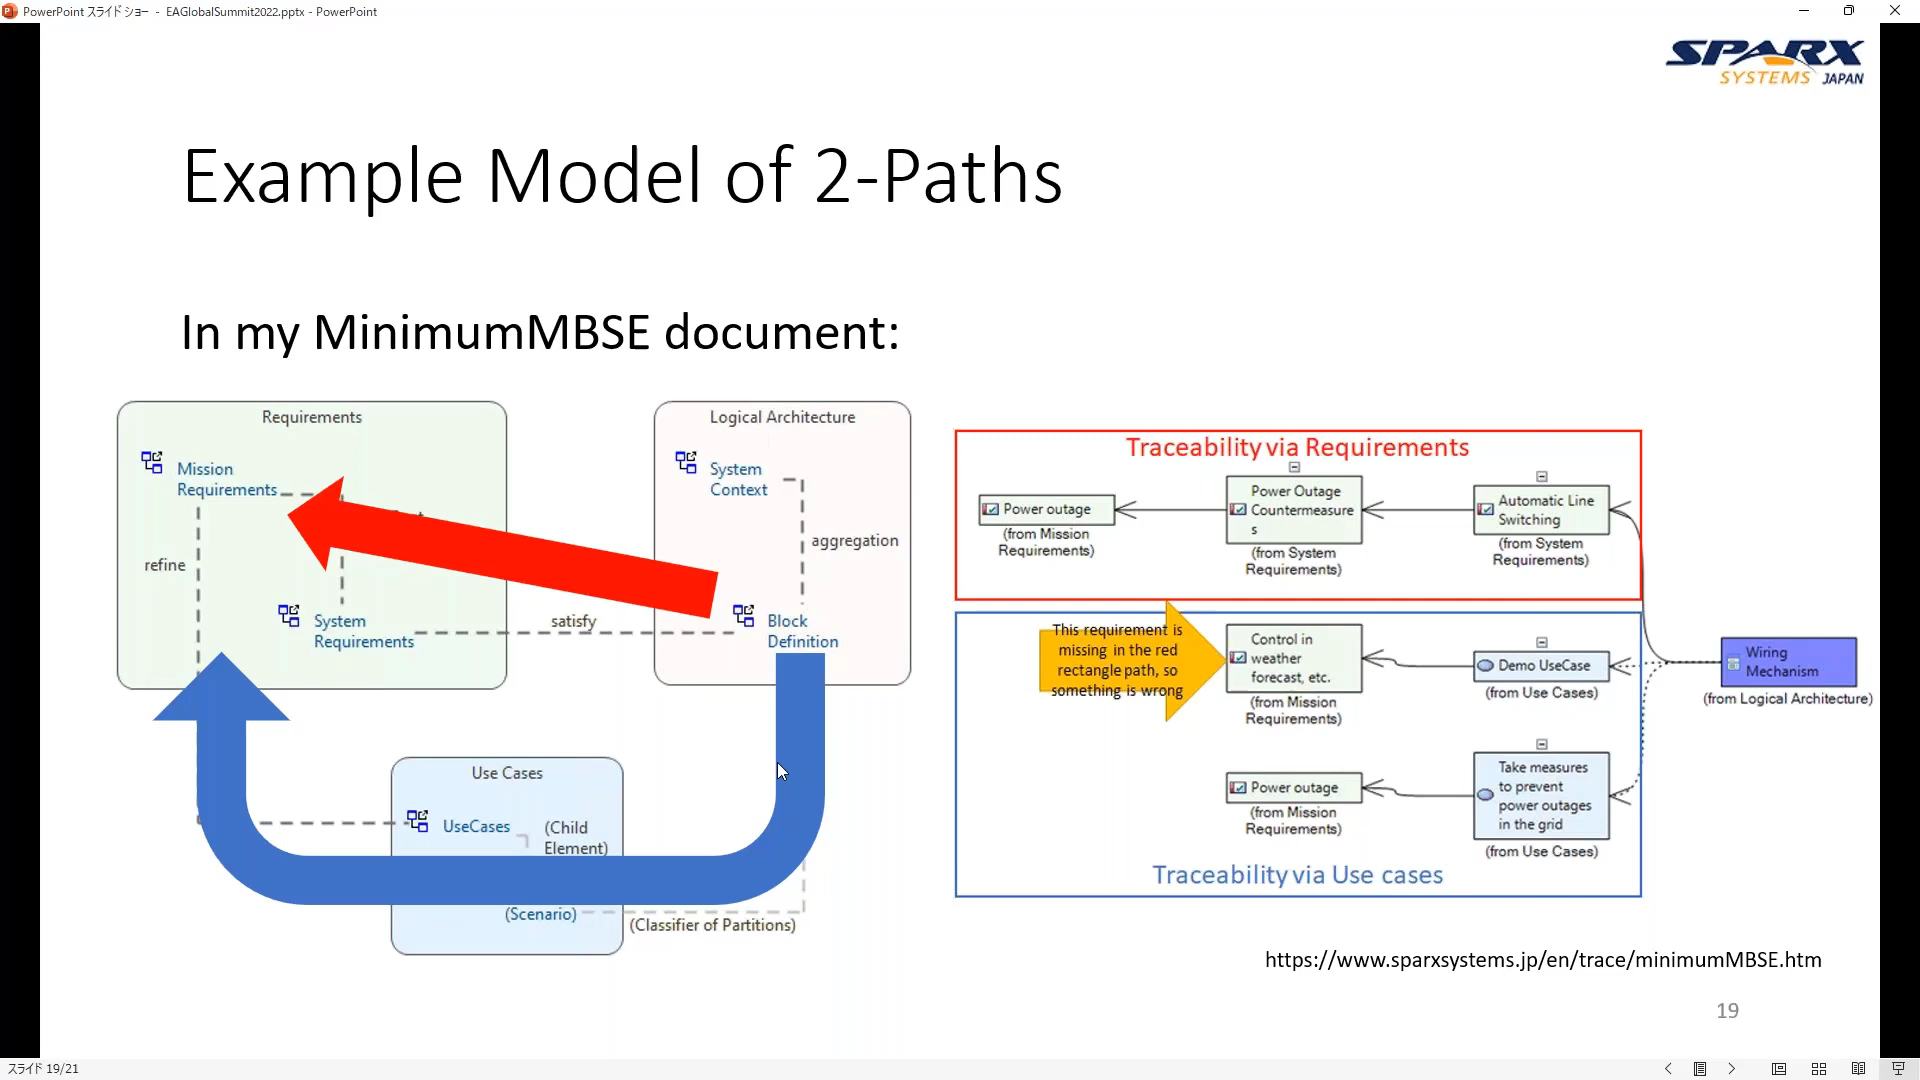 PowerPoint スライド ショー - EAGlobalSummit2022.pptx - PowerPoint
SPARX
SYSTEMS JAPAN
Example Model of 2-Paths
In my MinimumMBSE document:
Requirements
Mission
Requirements
refine
System
Requirements
satisfy
Logical Architecture
System
Context
aggregation
Block
Definition
Use Cases
UseCases
(Child
Element)
(Scenario)
(Classifier of Partitions)
Traceability via Requirements
Power outage
(from Mission
Requirements)
Power Outage
Countermeasure
s
(from System
Requirements)
Automatic Line
Switching
(from System
Requirements)
This requirement is
missing in the red
rectangle path, so
something is wrong
Control in
weather
forecast, etc.
(from Mission
Requirements)
Demo UseCase
(from Use Cases)
Wiring
Mechanism
(from Logical Architecture)
Power outage
(from Mission
Requirements)
Take measures
to prevent
power outages
in the grid
(from Use Cases)
Traceability via Use cases
https://www.sparxsystems.jp/en/trace/minimumMBSE.htm
19
スライド 19/21